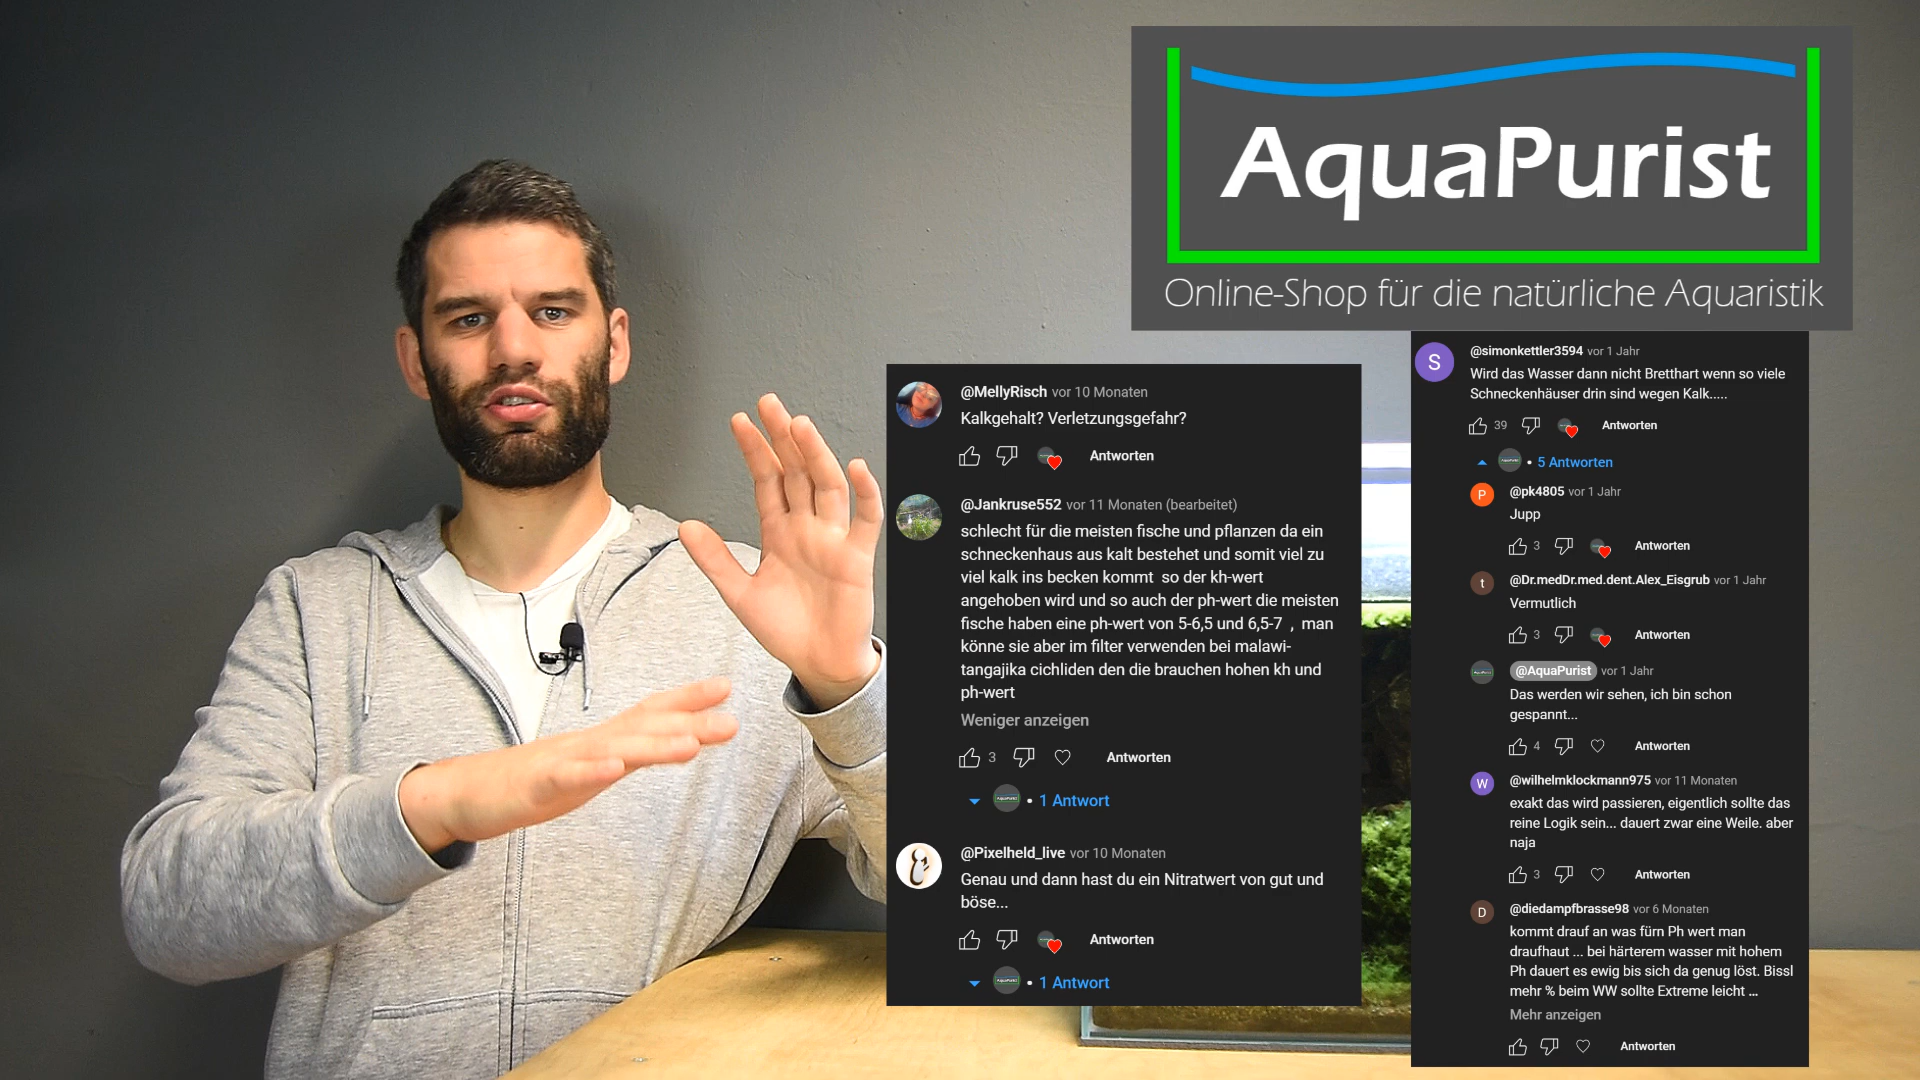 AquaPurist
Online-Shop für die natürliche Aquaristik
@MellyRisch vor 10 Monaten
Kalkgehalt? Verletzungsgefahr?
Antworten
@Jankruse552 vor 11 Monaten (bearbeitet)
schlecht für die meisten fische und pflanzen da ein
schneckenhaus aus kalt bestehet und somit viel zu
viel kalk ins becken kommt so der kh-wert
angehoben wird und so auch der ph-wert die meisten
fische haben eine ph-wert von 5-6,5 und 6,5-7 , man
könne sie aber im filter verwenden bei malawi-
tangajika cichliden den die brauchen hohen kh und
ph-wert
Weniger anzeigen
3 Antworten
• 1 Antwort
@Pixelheld_live vor 10 Monaten
Genau und dann hast du ein Nitratwert von gut und
böse...
Antworten
• 1 Antwort
S
@simonkettler3594 vor 1 Jahr
Wird das Wasser dann nicht Bretthart wenn so viele
Schneckenhäuser drin sind wegen Kalk.....
39 Antworten
• 5 Antworten
P
@pk4805 vor 1 Jahr
Jupp
3 Antworten
t
@Dr.medDr.med.dent.Alex_Eisgrub vor 1 Jahr
Vermutlich
3 Antworten
@AquaPurist vor 1 Jahr
Das werden wir sehen, ich bin schon
gespannt...
4 Antworten
W
@wilhelmklockmann975 vor 11 Monaten
exakt das wird passieren, eigentlich sollte das
reine Logik sein... dauert zwar eine Weile. aber
naja
3 Antworten
D
@diedampfbrasse98 vor 6 Monaten
kommt drauf an was fürn Ph wert man
draufhaut ... bei härterem wasser mit hohem
Ph dauert es ewig bis sich da genug löst. Bissl
mehr % beim WW sollte Extreme leicht ...
Mehr anzeigen
Antworten